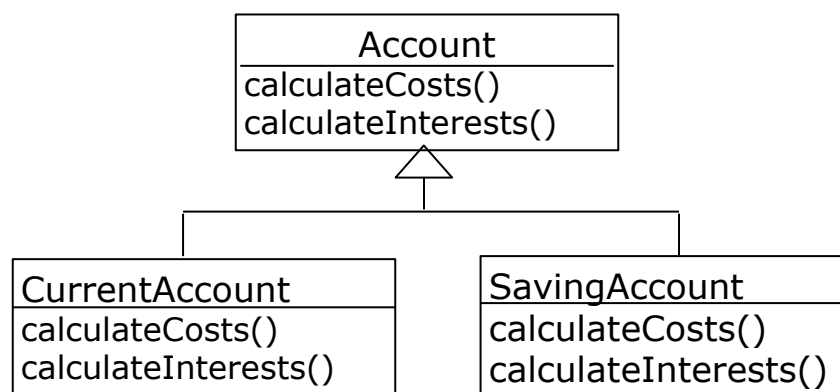 Account
calculateCosts()
calculateInterests()
CurrentAccount
calculateCosts()
calculateInterests()
SavingAccount
calculateCosts()
calculateInterests()